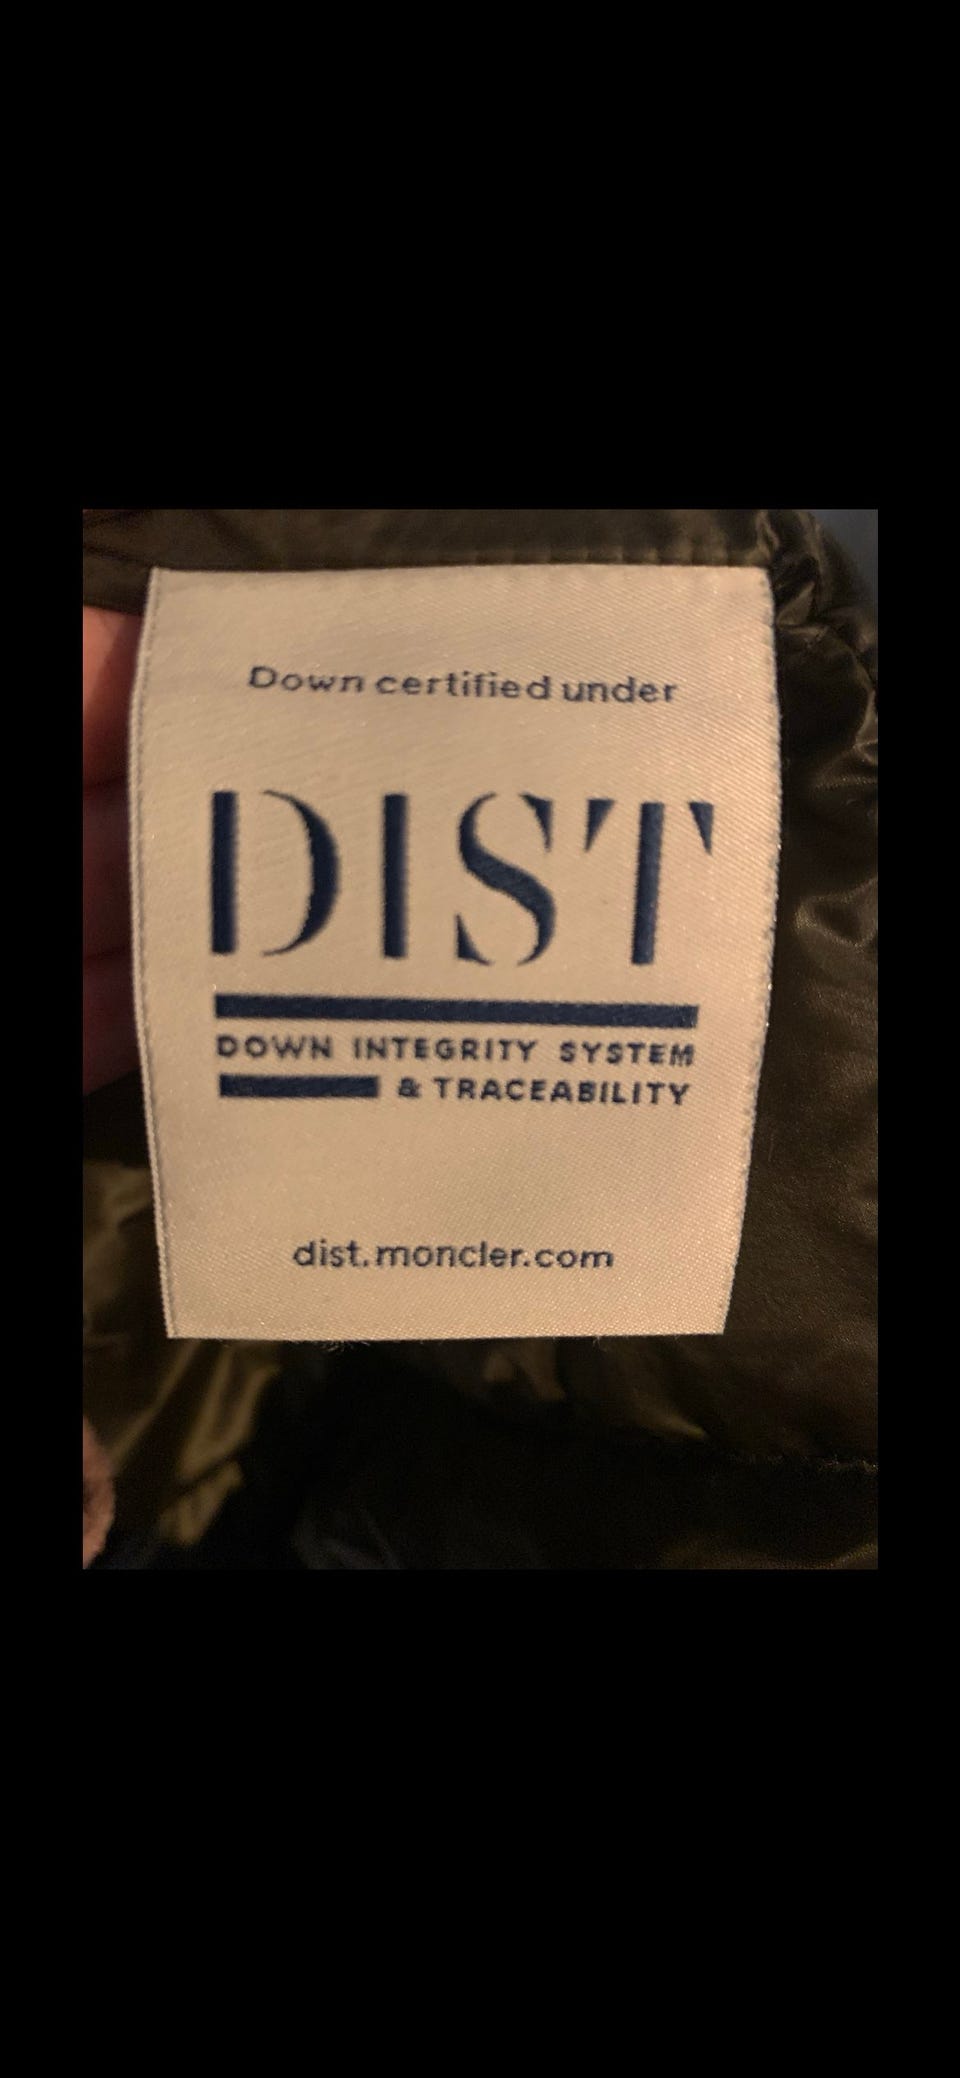 Down certified under
DIST
DOWN INTEGRITY SYSTEM
& TRACEABILITY
dist.moncler.com